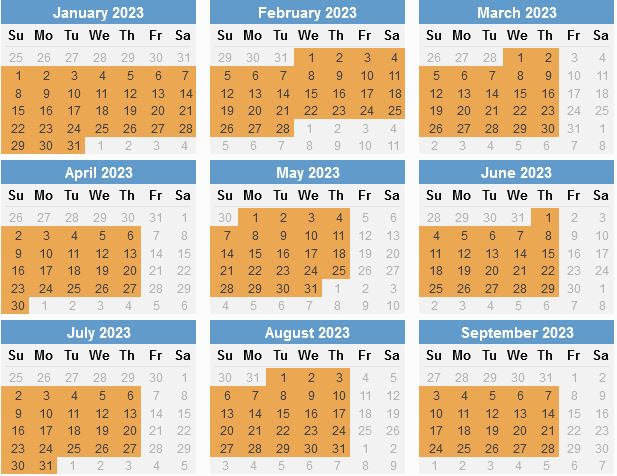 January 2023
Su Mo Tu We Th Fr Sa
25 26 27 28 29 30 31
1 2 3 4 5 6 7
8 9 10 11 12 13 14
15 16 17 18 19 20 21
22 23 24 25 26 27 28
29 30 31 1 2 3 4
February 2023
Su Mo Tu We Th Fr Sa
29 30 31 1 2 3 4
5 6 7 8 9 10 11
12 13 14 15 16 17 18
19 20 21 22 23 24 25
26 27 28 1 2 3 4
5 6 7 8 9 10 11
March 2023
Su Mo Tu We Th Fr Sa
26 27 28 1 2 3 4
5 6 7 8 9 10 11
12 13 14 15 16 17 18
19 20 21 22 23 24 25
26 27 28 29 30 31 1
2 3 4 5 6 7 8
April 2023
Su Mo Tu We Th Fr Sa
26 27 28 29 30 31 1
2 3 4 5 6 7 8
9 10 11 12 13 14 15
16 17 18 19 20 21 22
23 24 25 26 27 28 29
30 1 2 3 4 5 6
May 2023
Su Mo Tu We Th Fr Sa
30 1 2 3 4 5 6
7 8 9 10 11 12 13
14 15 16 17 18 19 20
21 22 23 24 25 26 27
28 29 30 31 1 2 3
4 5 6 7 8 9 10
June 2023
Su Mo Tu We Th Fr Sa
28 29 30 31 1 2 3
4 5 6 7 8 9 10
11 12 13 14 15 16 17
18 19 20 21 22 23 24
25 26 27 28 29 30 1
2 3 4 5 6 7 8
July 2023
Su Mo Tu We Th Fr Sa
25 26 27 28 29 30 1
2 3 4 5 6 7 8
9 10 11 12 13 14 15
16 17 18 19 20 21 22
23 24 25 26 27 28 29
30 31 1 2 3 4 5
August 2023
Su Mo Tu We Th Fr Sa
30 31 1 2 3 4 5
6 7 8 9 10 11 12
13 14 15 16 17 18 19
20 21 22 23 24 25 26
27 28 29 30 31 1 2
3 4 5 6 7 8 9
September 2023
Su Mo Tu We Th Fr Sa
27 28 29 30 31 1 2
3 4 5 6 7 8 9
10 11 12 13 14 15 16
17 18 19 20 21 22 23
24 25 26 27 28 29 30
1 2 3 4 5 6 7